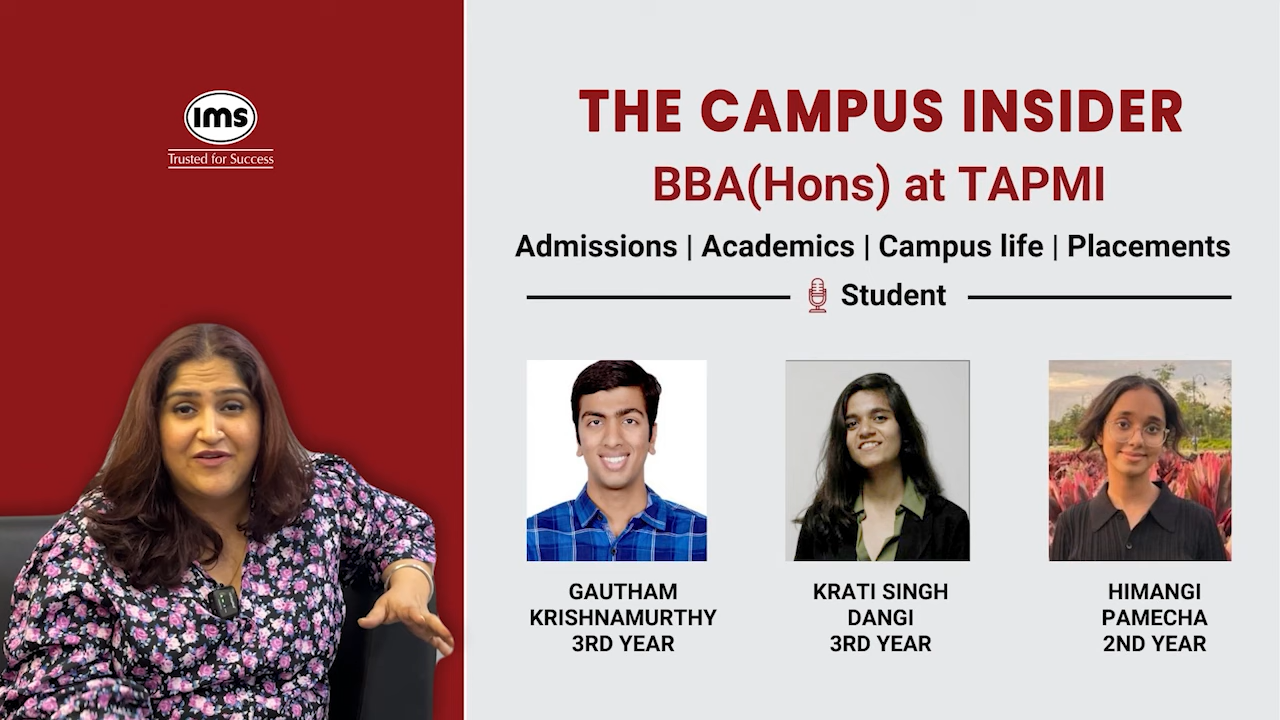 ims
Trusted for Success
THE CAMPUS INSIDER
BBA(Hons) at TAPMI
Admissions | Academics | Campus life | Placements
Student
GAUTHAM
KRISHNAMURTHY
3RD YEAR
KRATI SINGH
DANGI
3RD YEAR
HIMANGI
PAMECHA
2ND YEAR